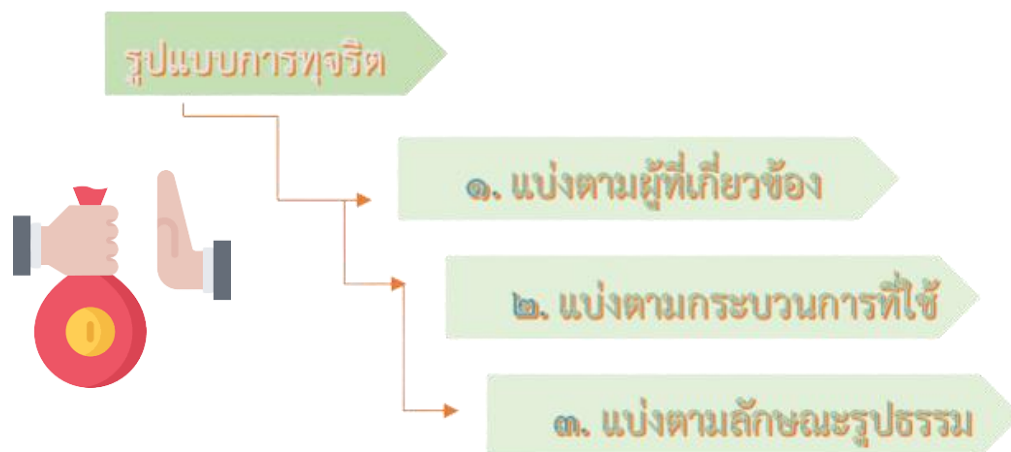 รูปแบบการทุจริต
๑. แบ่งตามผู้ที่เกี่ยวข้อง
๒. แบ่งตามกระบวนการที่ใช้
๓. แบ่งตามลักษณะรูปธรรม